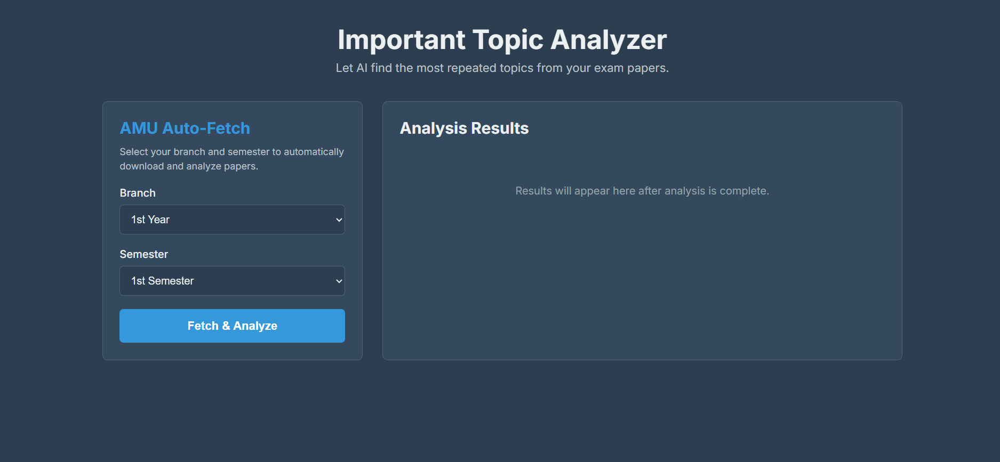 Important Topic Analyzer
Let AI find the most repeated topics from your exam papers.
AMU Auto-Fetch
Select your branch and semester to automatically
download and analyze papers.
Branch
1st Year
Semester
1st Semester
Fetch & Analyze
Analysis Results
Results will appear here after analysis is complete.